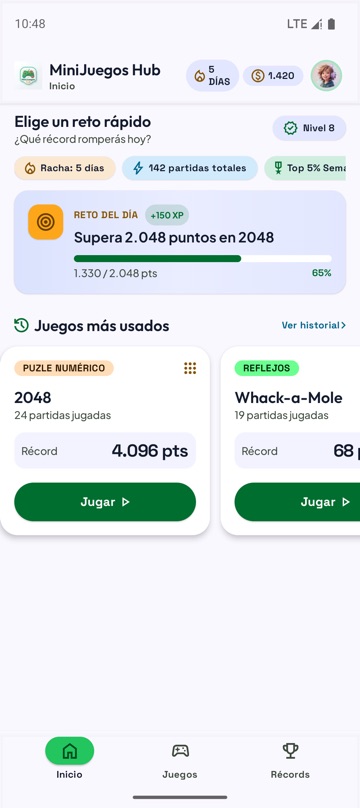 10:48
LTE
MiniJuegos Hub
Inicio
5
DÍAS
1.420
Elige un reto rápido
¿Qué récord romperás hoy?
Nivel 8
Racha: 5 días
142 partidas totales
Top 5% Sema
RETO DEL DÍA
+150 XP
Supera 2.048 puntos en 2048
1.330 / 2.048 pts
65%
Juegos más usados
Ver historial
PUZLE NUMÉRICO
2048
24 partidas jugadas
Récord
4.096 pts
Jugar
REFLEJOS
Whack-a-Mole
19 partidas jugadas
Récord
68 p
Jugar
Inicio
Juegos
Récords